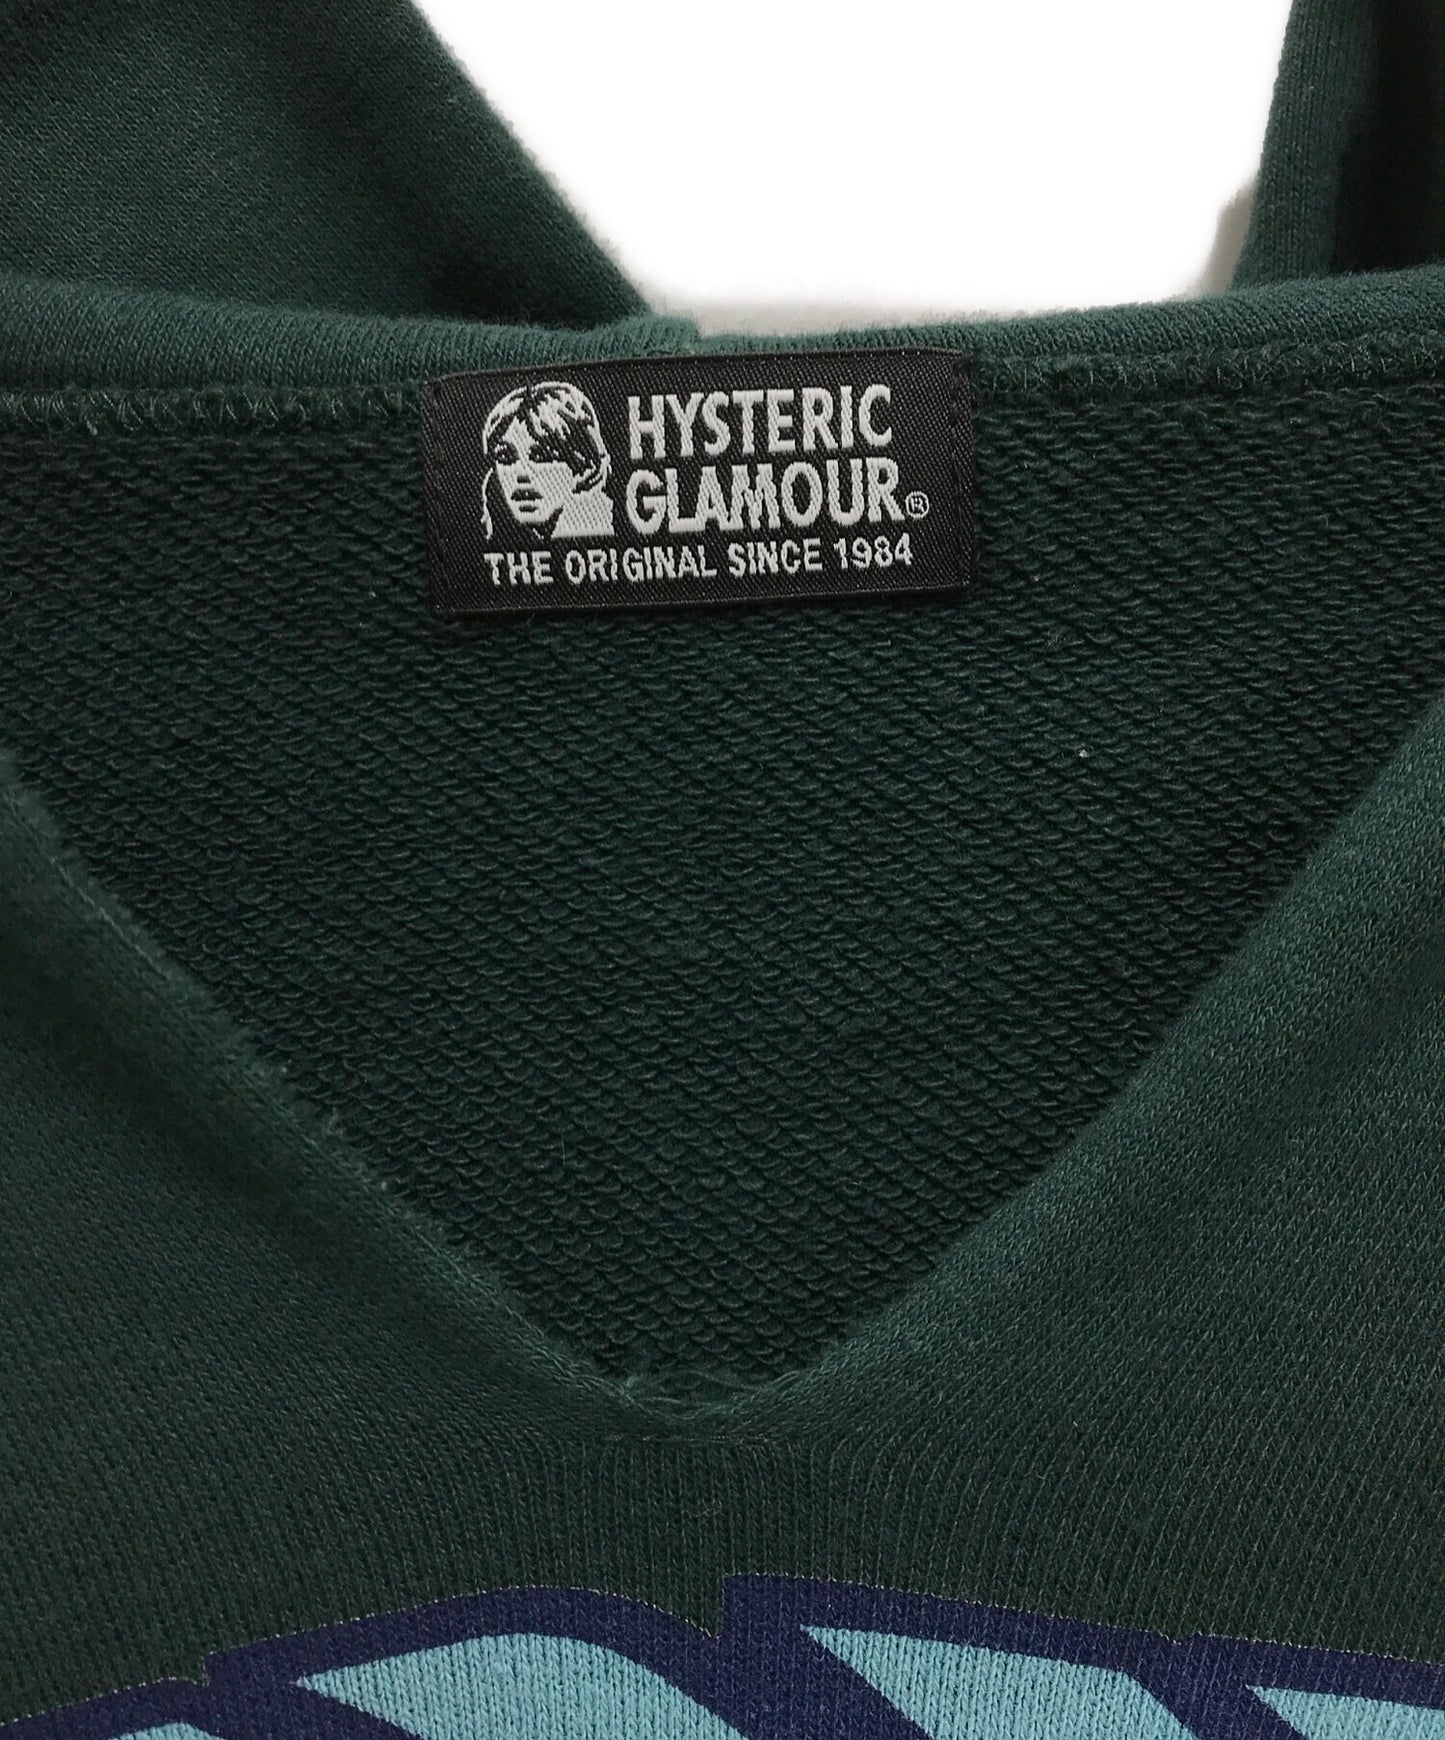 HYSTERIC
GLAMOUR®
THE ORIGINAL SINCE 1984